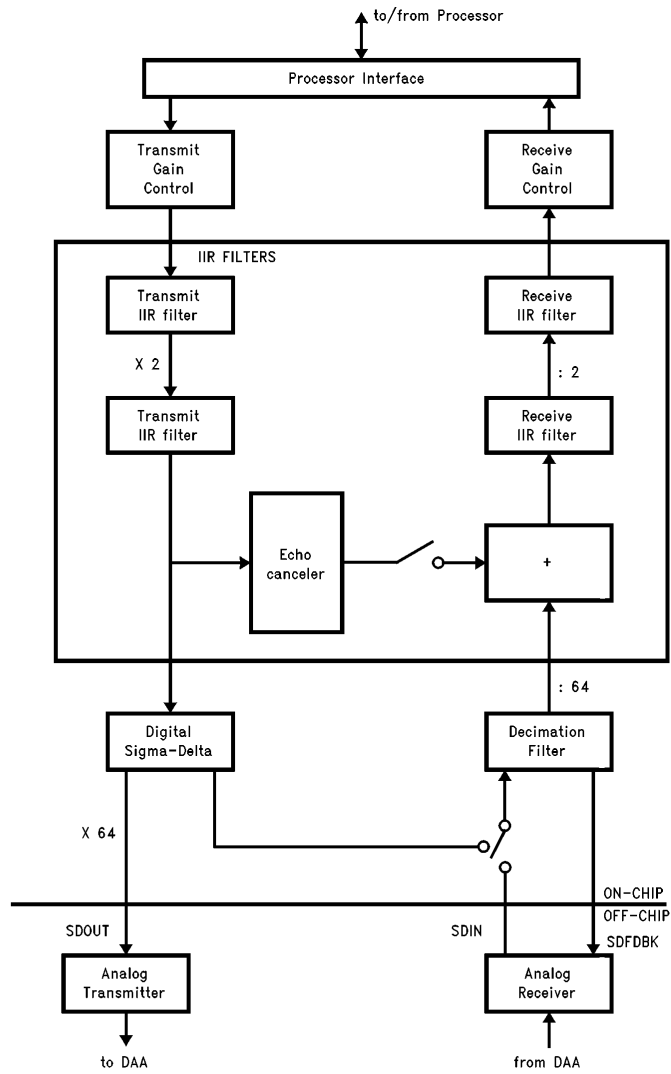 to/from Processor
Processor Interface
Transmit
Gain
Control
Receive
Gain
Control
IIR FILTERS
Transmit
IIR filter
Receive
IIR filter
X 2
: 2
Transmit
IIR filter
Receive
IIR filter
Echo
canceler
+
: 64
Digital
Sigma-Delta
Decimation
Filter
X 64
ON-CHIP
OFF-CHIP
SDOUT
SDIN
SDFDBK
Analog
Transmitter
Analog
Receiver
to DAA
from DAA